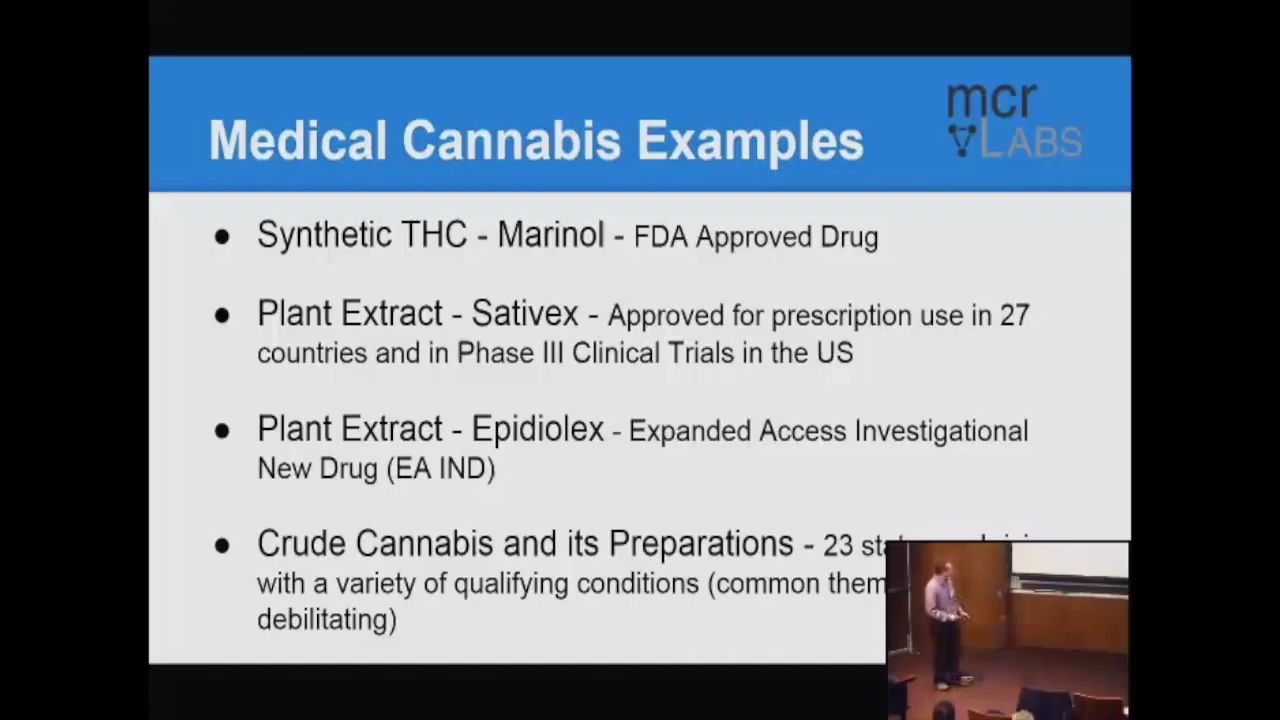 mcr
LABS
Medical Cannabis Examples
● Synthetic THC - Marinol - FDA Approved Drug
● Plant Extract - Sativex - Approved for prescription use in 27
countries and in Phase III Clinical Trials in the US
● Plant Extract - Epidiolex - Expanded Access Investigational
New Drug (EA IND)
● Crude Cannabis and its Preparations - 23
with a variety of qualifying conditions (common
debilitating)